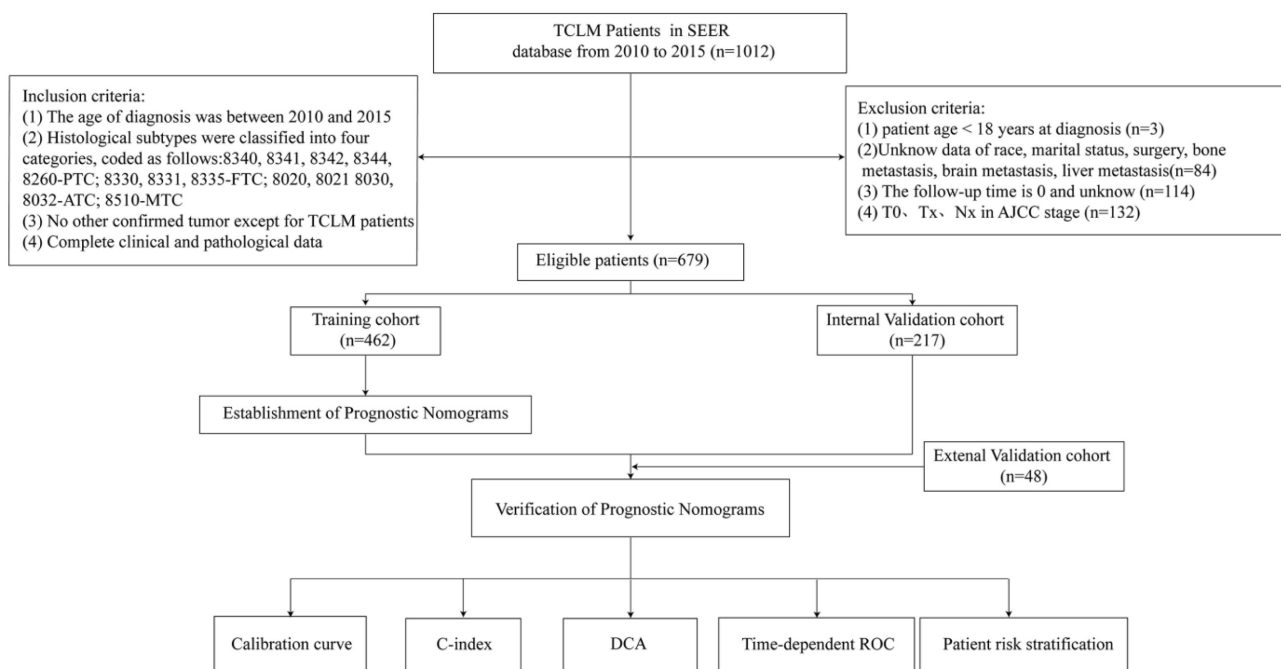 TCLM Patients in SEER
database from 2010 to 2015 (n=1012)
Inclusion criteria:
(1) The age of diagnosis was between 2010 and 2015
(2) Histological subtypes were classified into four
categories, coded as follows:8340, 8341, 8342, 8344,
8260-PTC; 8330, 8331, 8335-FTC; 8020, 8021 8030,
8032-ATC; 8510-MTC
(3) No other confirmed tumor except for TCLM patients
(4) Complete clinical and pathological data
Exclusion criteria:
(1) patient age < 18 years at diagnosis (n=3)
(2)Unknow data of race, marital status, surgery, bone
metastasis, brain metastasis, liver metastasis(n=84)
(3) The follow-up time is 0 and unknow (n=114)
(4) T0、Tx、Nx in AJCC stage (n=132)
Eligible patients (n=679)
Training cohort
(n=462)
Internal Validation cohort
(n=217)
Establishment of Prognostic Nomograms
Extenal Validation cohort
(n=48)
Verification of Prognostic Nomograms
Calibration curve
C-index
DCA
Time-dependent ROC
Patient risk stratification